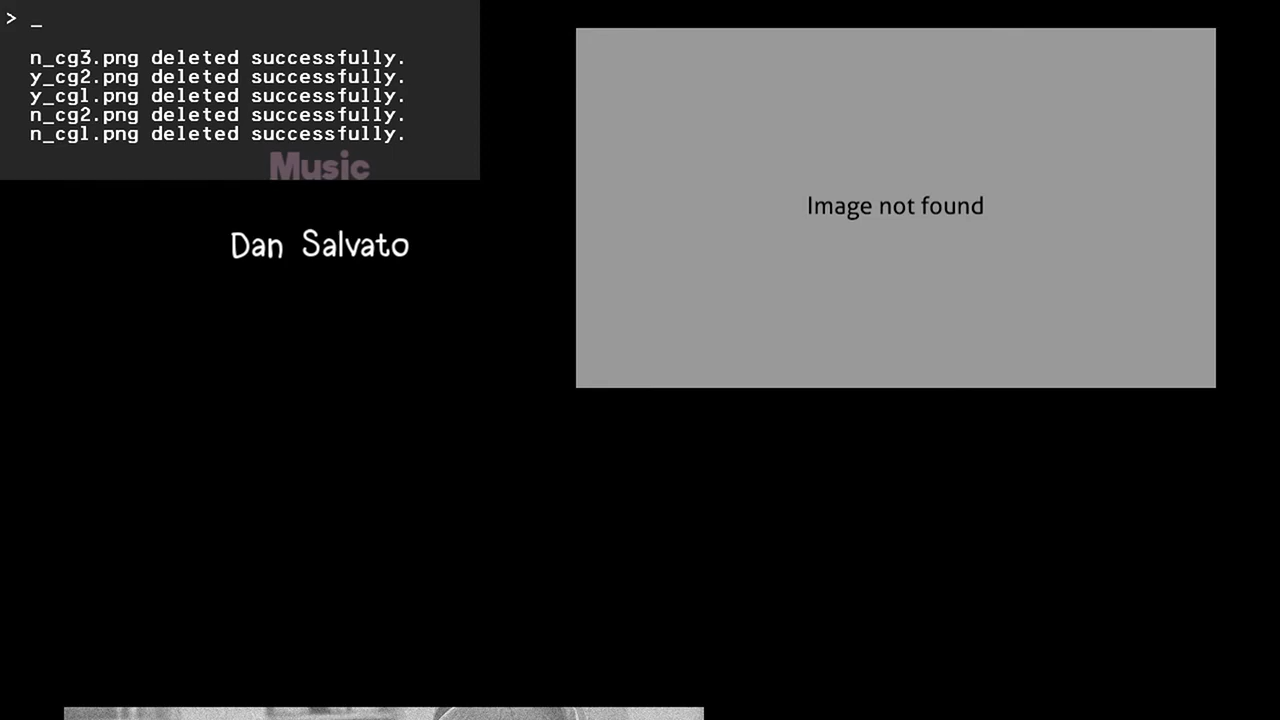 > _
n_cg3.png deleted successfully.
y_cg2.png deleted successfully.
y_cg1.png deleted successfully.
n_cg2.png deleted successfully.
n_cg1.png deleted successfully.
Music
Dan Salvato
Image not found